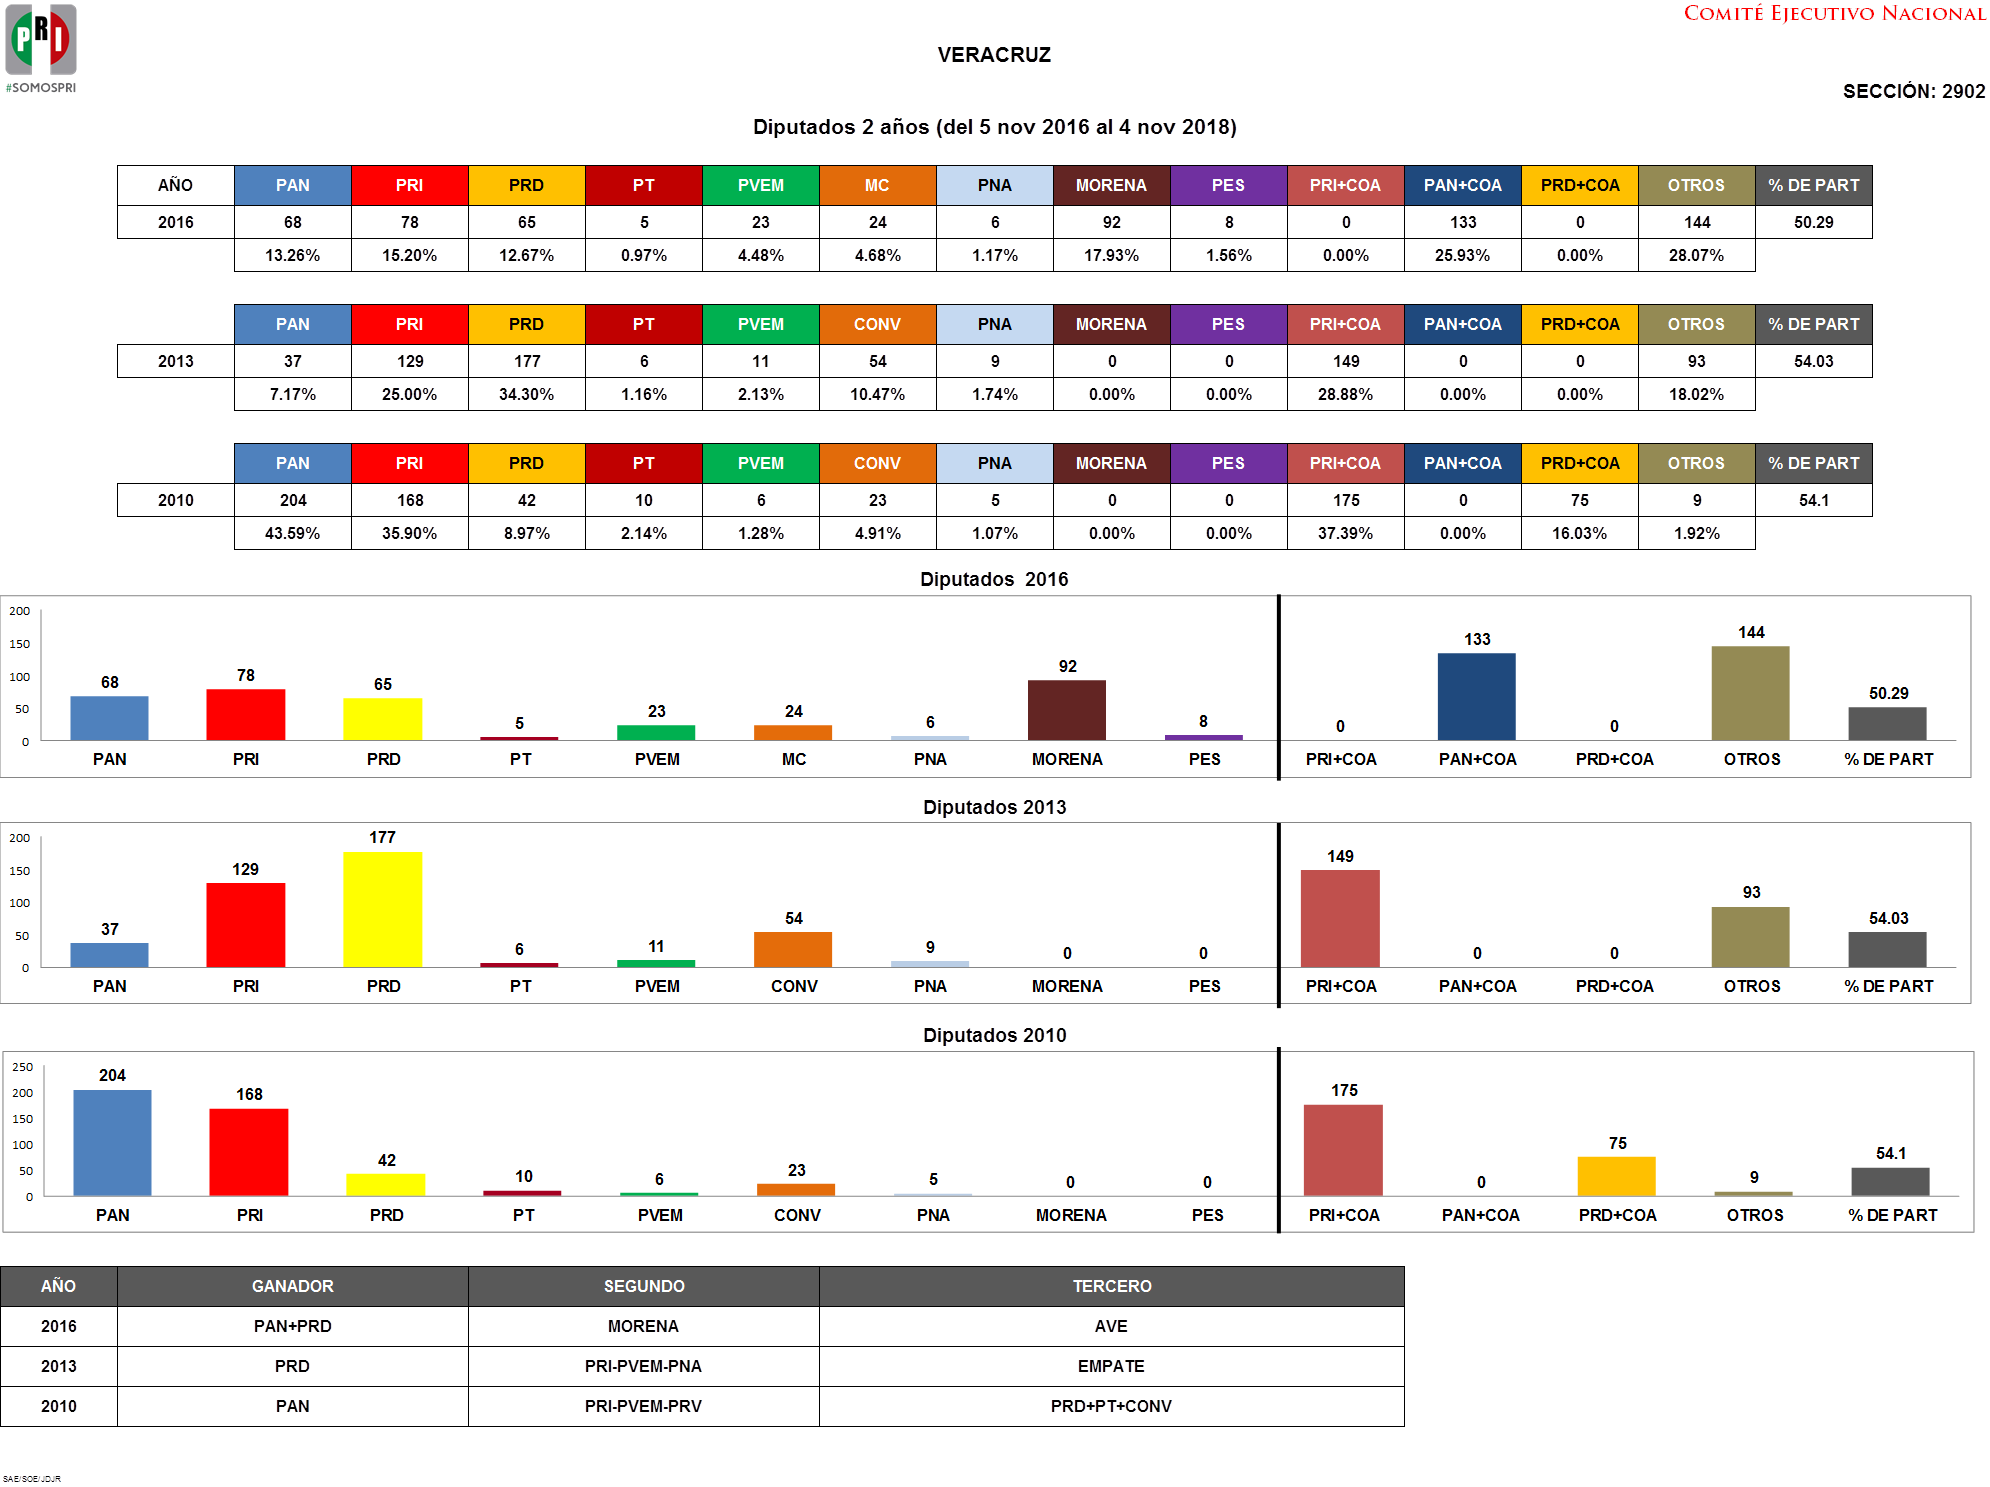 PRI
#SOMOSPRI
COMITÉ EJECUTIVO NACIONAL
VERACRUZ
SECCIÓN: 2902
Diputados 2 años (del 5 nov 2016 al 4 nov 2018)
AÑO PAN PRI PRD PT PVEM MC PNA MORENA PES PRI+COA PAN+COA PRD+COA OTROS % DE PART
2016 68 78 65 5 23 24 6 92 8 0 133 0 144 50.29
13.26% 15.20% 12.67% 0.97% 4.48% 4.68% 1.17% 17.93% 1.56% 0.00% 25.93% 0.00% 28.07%
PAN PRI PRD PT PVEM CONV PNA MORENA PES PRI+COA PAN+COA PRD+COA OTROS % DE PART
2013 37 129 177 6 11 54 9 0 0 149 0 0 93 54.03
7.17% 25.00% 34.30% 1.16% 2.13% 10.47% 1.74% 0.00% 0.00% 28.88% 0.00% 0.00% 18.02%
PAN PRI PRD PT PVEM CONV PNA MORENA PES PRI+COA PAN+COA PRD+COA OTROS % DE PART
2010 204 168 42 10 6 23 5 0 0 175 0 75 9 54.1
43.59% 35.90% 8.97% 2.14% 1.28% 4.91% 1.07% 0.00% 0.00% 37.39% 0.00% 16.03% 1.92%
Diputados 2016
200
150
100
50
0
68 78 65 5 23 24 6 92 8 0 133 0 144 50.29
PAN PRI PRD PT PVEM MC PNA MORENA PES PRI+COA PAN+COA PRD+COA OTROS % DE PART
Diputados 2013
200
150
100
50
0
37 129 177 6 11 54 9 0 0 149 0 0 93 54.03
PAN PRI PRD PT PVEM CONV PNA MORENA PES PRI+COA PAN+COA PRD+COA OTROS % DE PART
Diputados 2010
250
200
150
100
50
0
204 168 42 10 6 23 5 0 0 175 0 75 9 54.1
PAN PRI PRD PT PVEM CONV PNA MORENA PES PRI+COA PAN+COA PRD+COA OTROS % DE PART
AÑO GANADOR SEGUNDO TERCERO
2016 PAN+PRD MORENA AVE
2013 PRD PRI-PVEM-PNA EMPATE
2010 PAN PRI-PVEM-PRV PRD+PT+CONV
SAE/SOE/JDJR